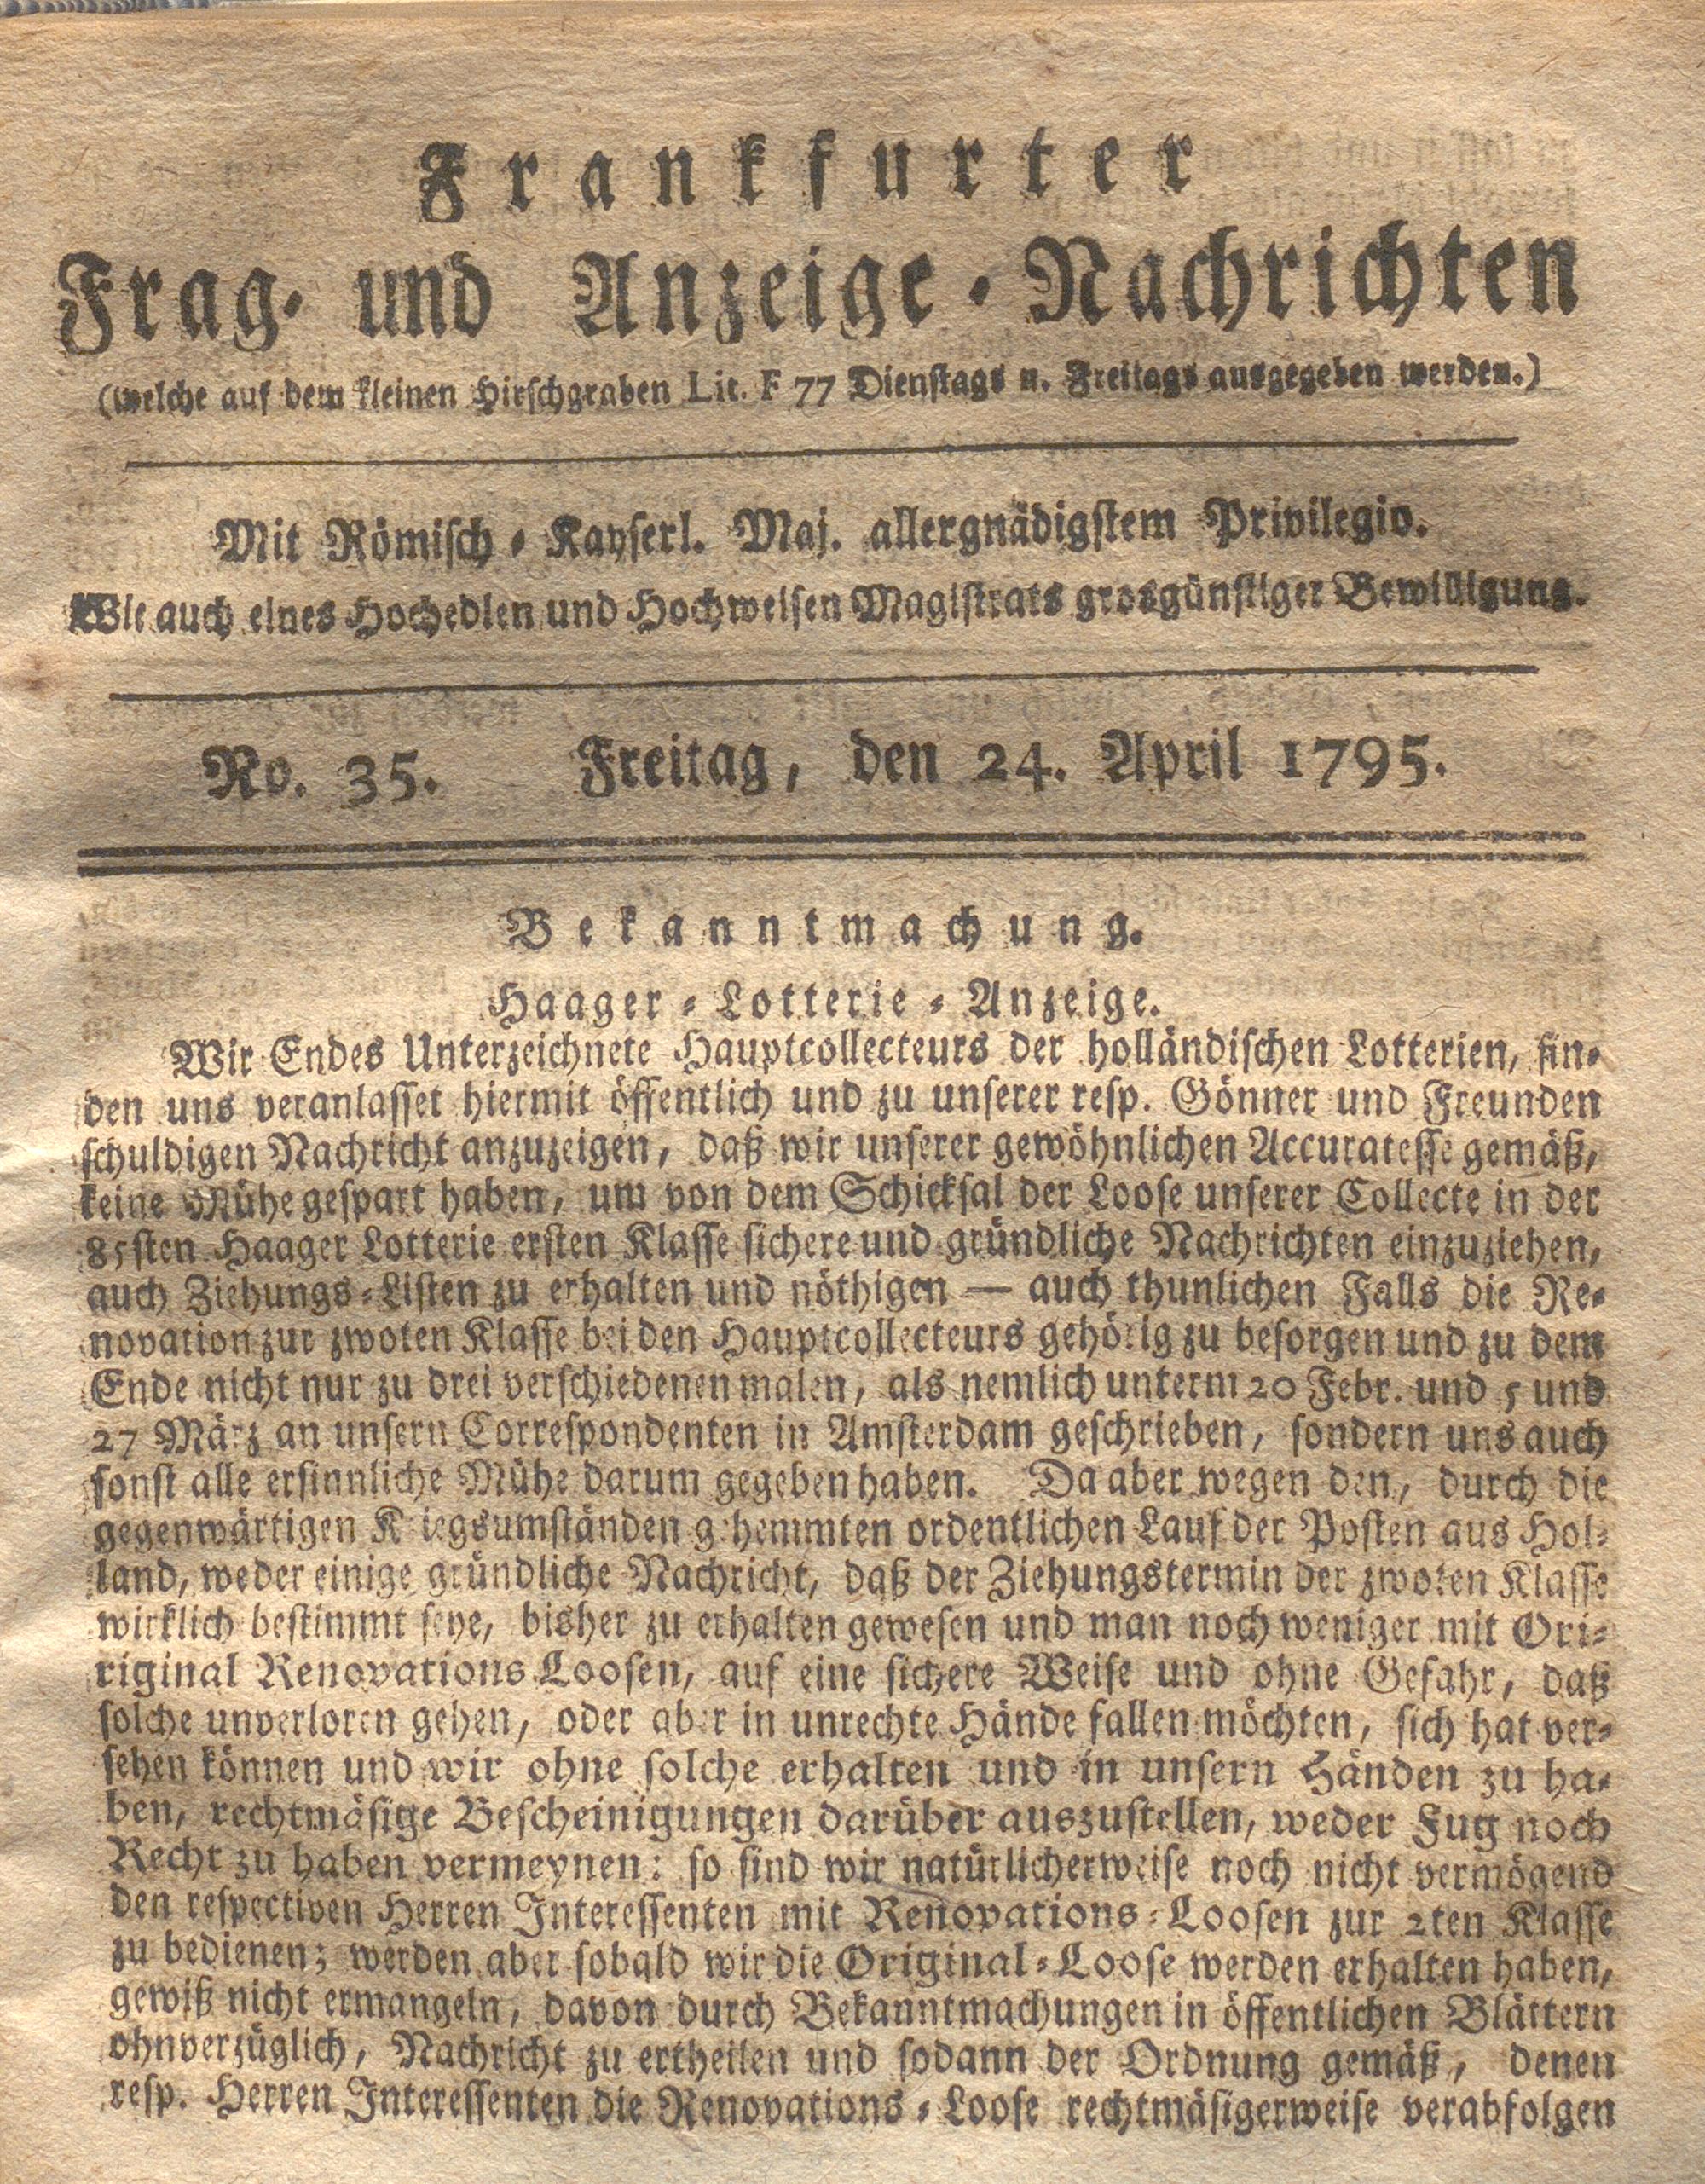 Frankfurter
Frag- und Anzeige-Nachrichten
(welche auf dem kleinen Hirschgraben Lit. F 77 Dienstags u. Freitags ausgegeben werden.)
Mit Römisch-Kayserl. Maj. allergnädigstem Privilegio.
Wie auch eines Hochedlen und Hochweisen Magistrats grosgünstiger Bewilligung.
No. 35. Freitag, den 24. April 1795.
Bekanntmachung.
Haager-Lotterie-Anzeige.
Wir Endes Unterzeichnete Hauptcollecteurs der holländischen Lotterien, fin-
den uns veranlasset hiermit öffentlich und zu unserer resp. Gönner und Freunden
schuldigen Nachricht anzuzeigen, daß wir unserer gewöhnlichen Accuratesse gemäß,
keine Mühe gespart haben, um von dem Schicksal der Loose unserer Collecte in der
85sten Haager Lotterie ersten Klasse sichere und gründliche Nachrichten einzuziehen,
auch Ziehungs-Listen zu erhalten und nöthigen — auch thunlichen Falls die Re-
novation zur zwoten Klasse bei den Hauptcollecteurs gehörig zu besorgen und zu dem
Ende nicht nur zu drei verschiedenen malen, als nemlich unterm 20 Febr. und 5 und
27 März an unsern Correspondenten in Amsterdam geschrieben, sondern uns auch
sonst alle ersinnliche Mühe darum gegeben haben. Da aber wegen den, durch die
gegenwärtigen Kriegsumständen gehemmten ordentlichen Lauf der Posten aus Hol-
land, weder einige gründliche Nachricht, daß der Ziehungstermin der zwoten Klasse
wirklich bestimmt seye, bisher zu erhalten gewesen und man noch weniger mit Ori-
riginal Renovations Loosen, auf eine sichere Weise und ohne Gefahr, daß
solche unverloren gehen, oder aber in unrechte Hände fallen möchten, sich hat ver-
sehen können und wir ohne solche erhalten und in unsern Händen zu ha-
ben, rechtmäsige Bescheinigungen darüber auszustellen, weder Fug noch
Recht zu haben vermeynen: so sind wir natürlicherweise noch nicht vermögend
den respectiven Herren Interessenten mit Renovations-Loosen zur 2ten Klasse
zu bedienen; werden aber sobald wir die Original-Loose werden erhalten haben,
gewiß nicht ermangeln, davon durch Bekanntmachungen in öffentlichen Blättern
ohnverzüglich, Nachricht zu ertheilen und sodann der Ordnung gemäß, denen
resp. Herren Interessenten die Renovations-Loose rechtmäsigerweise verabfolgen